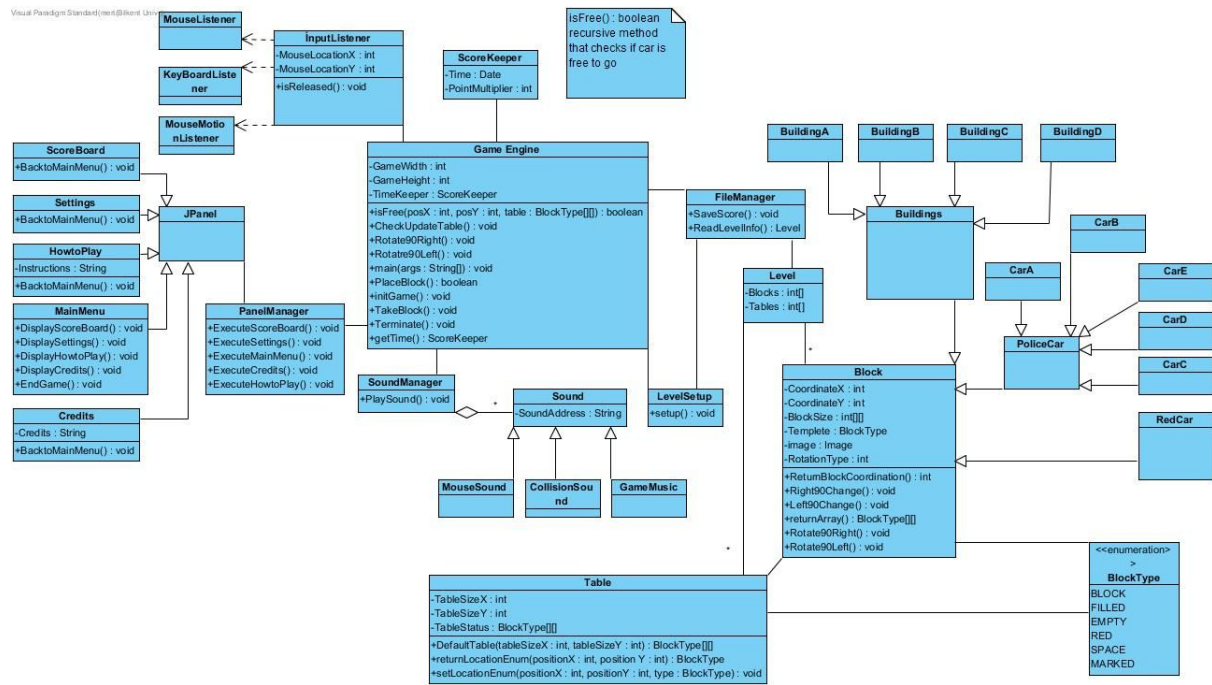 Visual Paradigm Standard(mert(Bilkent Univ
MouseListener
InputListener
-MouseLocationX : int
-MouseLocationY : int
+isReleased() : void
KeyBoardListe
ner
MouseMotio
nListener
ScoreKeeper
-Time : Date
-PointMultiplier : int
isFree() : boolean
recursive method
that checks if car is
free to go
ScoreBoard
+BacktoMainMenu() : void
Settings
+BacktoMainMenu() : void
HowtoPlay
-Instructions : String
+BacktoMainMenu() : void
MainMenu
+DisplayScoreBoard() : void
+DisplaySettings() : void
+DisplayHowtoPlay() : void
+DisplayCredits() : void
+EndGame() : void
Credits
-Credits : String
+BacktoMainMenu() : void
JPanel
PanelManager
+ExecuteScoreBoard() : void
+ExecuteSettings() : void
+ExecuteMainMenu() : void
+ExecuteCredits() : void
+ExecuteHowtoPlay() : void
Game Engine
-GameWidth : int
-GameHeight : int
-TimeKeeper : ScoreKeeper
+isFree(posX : int, posY : int, table : BlockType[][]) : boolean
+CheckUpdateTable() : void
+Rotate90Right() : void
+Rotatre90Left() : void
+main(args : String[]) : void
+PlaceBlock() : boolean
+initGame() : void
+TakeBlock() : void
+Terminate() : void
+getTime() : ScoreKeeper
SoundManager
+PlaySound() : void
*
Sound
-SoundAddress : String
MouseSound
CollisionSou
nd
GameMusic
FileManager
+SaveScore() : void
+ReadLevelInfo() : Level
Level
-Blocks : int[]
-Tables : int[]
LevelSetup
+setup() : void
BuildingA
BuildingB
BuildingC
BuildingD
Buildings
CarB
CarA
CarE
CarD
CarC
PoliceCar
RedCar
*
Block
-CoordinateX : int
-CoordinateY : int
-BlockSize : int[][]
-Templete : BlockType
-image : Image
-RotationType : int
+ReturnBlockCoordination() : int
+Right90Change() : void
+Left90Change() : void
+returnArray() : BlockType[][]
+Rotate90Right() : void
+Rotate90Left() : void
*
Table
-TableSizeX : int
-TableSizeY : int
-TableStatus : BlockType[][]
+DefaultTable(tableSizeX : int, tableSizeY : int) : BlockType[][]
+returnLocationEnum(positionX : int, position Y : int) : BlockType
+setLocationEnum(positionX : int, positionY : int, type : BlockType) : void
<<enumeration>
>
BlockType
BLOCK
FILLED
EMPTY
RED
SPACE
MARKED